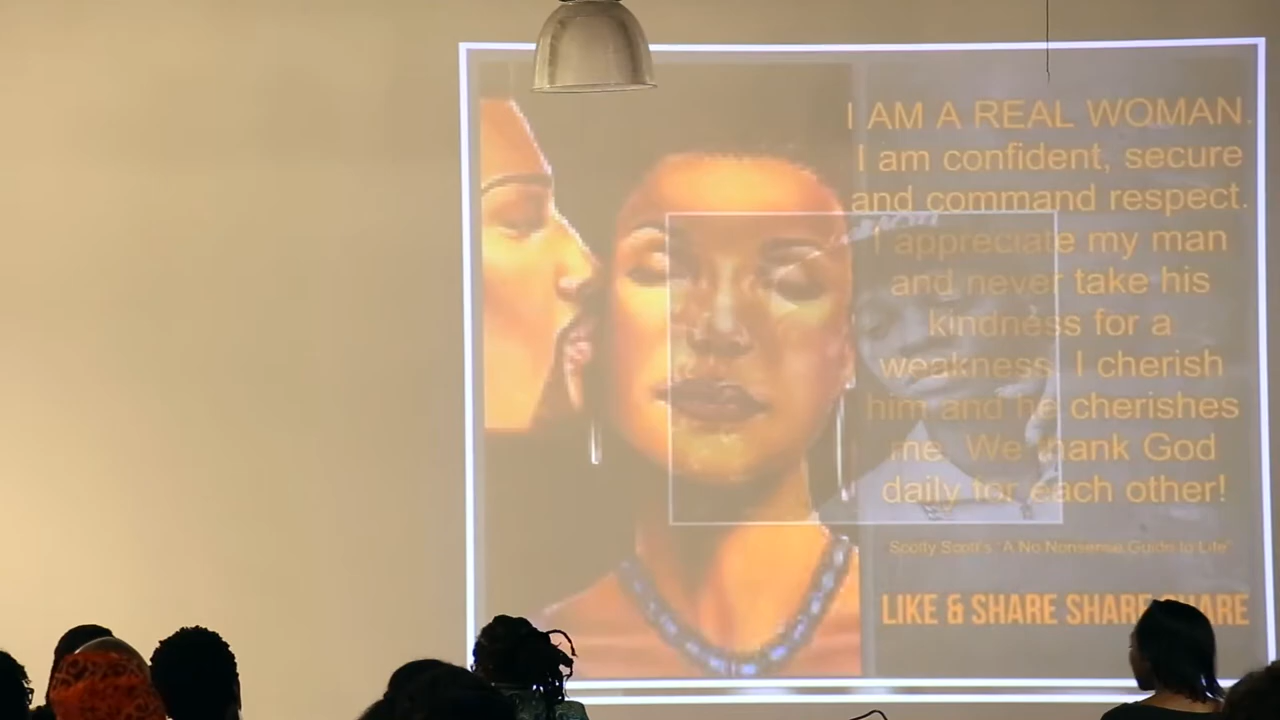 I AM A REAL WOMAN.
I am confident, secure
and command respect.
I appreciate my man
and never take his
kindness for a
weakness. I cherish
him and he cherishes
me. We thank God
daily for each other!
Scotty Scott's "A No Nonsense Guide to Life"
LIKE & SHARE SHARE SHARE